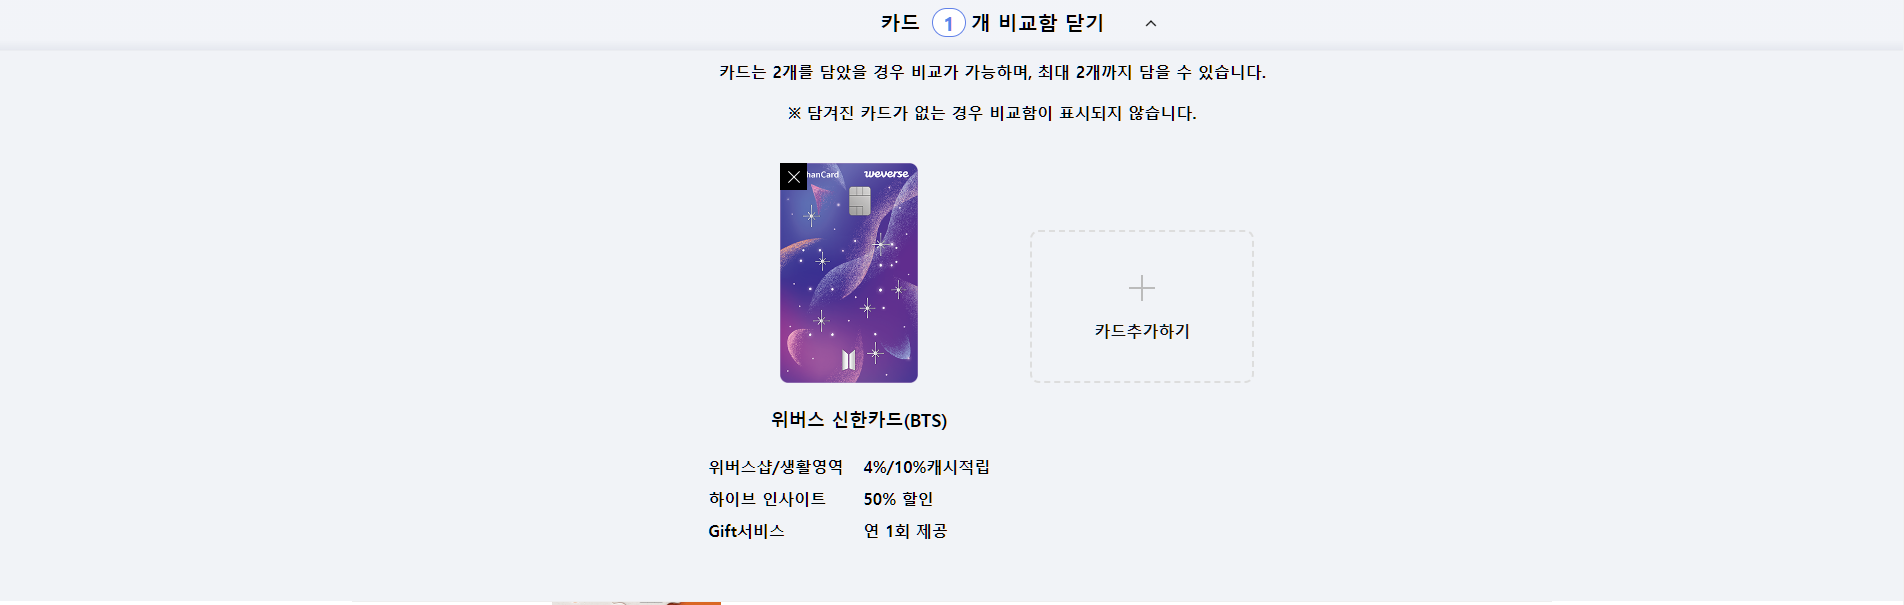 카드 1 개 비교함 닫기
카드는 2개를 담았을 경우 비교가 가능하며, 최대 2개까지 담을 수 있습니다.
※ 담겨진 카드가 없는 경우 비교함이 표시되지 않습니다.
hanCard weverse
카드추가하기
위버스 신한카드(BTS)
위버스샵/생활영역 4%/10%캐시적립
하이브 인사이트 50% 할인
Gift서비스 연 1회 제공